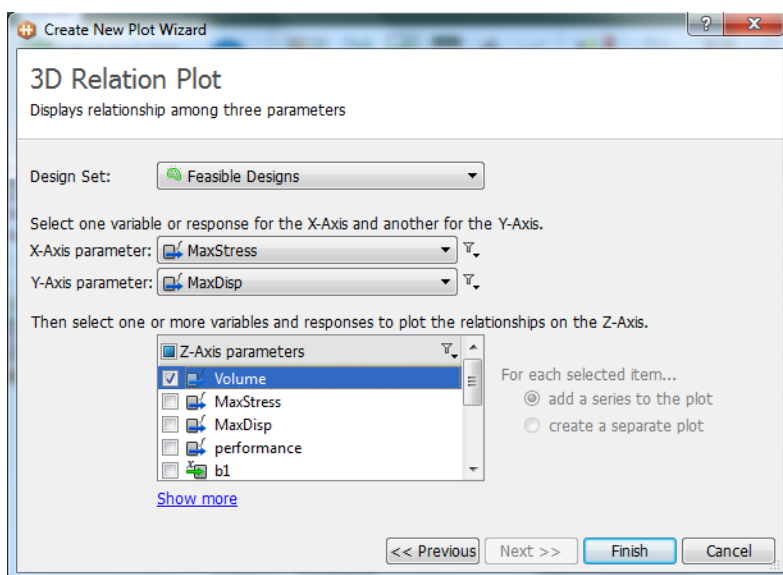 Create New Plot Wizard
3D Relation Plot
Displays relationship among three parameters
Design Set: Feasible Designs
Select one variable or response for the X-Axis and another for the Y-Axis.
X-Axis parameter: MaxStress
Y-Axis parameter: MaxDisp
Then select one or more variables and responses to plot the relationships on the Z-Axis.
Z-Axis parameters
Volume
For each selected item...
MaxStress
add a series to the plot
MaxDisp
create a separate plot
performance
b1
Show more
<< Previous Next >> Finish Cancel